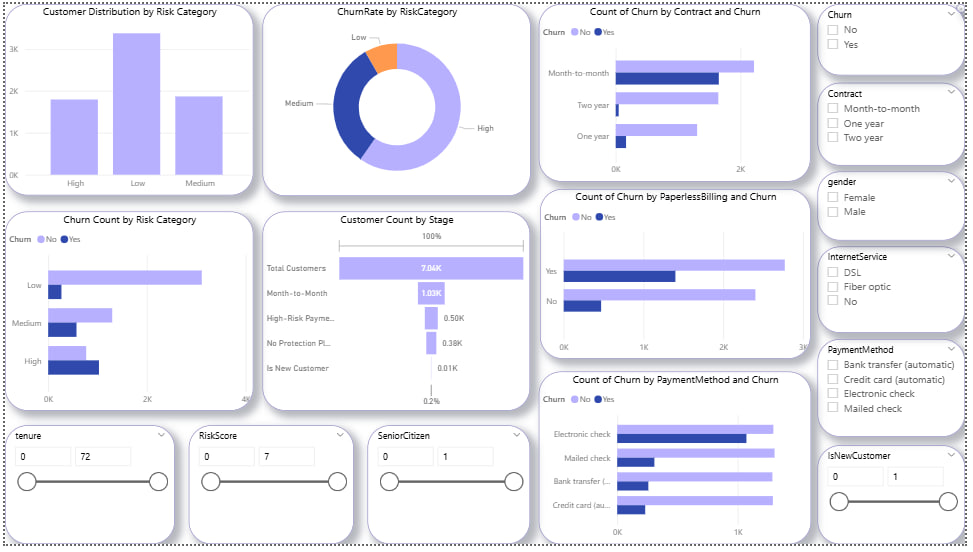 Customer Distribution by Risk Category
3K
2K
1K
0K
High
Low
Medium
ChurnRate by RiskCategory
Low
Medium
High
Count of Churn by Contract and Churn
Churn No Yes
Month-to-month
Two year
One year
0K
2K
Churn
No
Yes
Contract
Month-to-month
One year
Two year
gender
Female
Male
Churn Count by Risk Category
Churn No Yes
Low
Medium
High
0K
2K
4K
Customer Count by Stage
100%
Total Customers
7.04K
Month-to-Month
1.03K
High-Risk Payme...
0.50K
No Protection Pl...
0.38K
Is New Customer
0.01K
0.2%
Count of Churn by PaperlessBilling and Churn
Churn No Yes
Yes
No
0K
1K
2K
3K
InternetService
DSL
Fiber optic
No
PaymentMethod
Bank transfer (automatic)
Credit card (automatic)
Electronic check
Mailed check
Count of Churn by PaymentMethod and Churn
Churn No Yes
Electronic check
Mailed check
Bank transfer (...
Credit card (au...
0K
1K
tenure
0
72
RiskScore
0
7
SeniorCitizen
0
1
IsNewCustomer
0
1